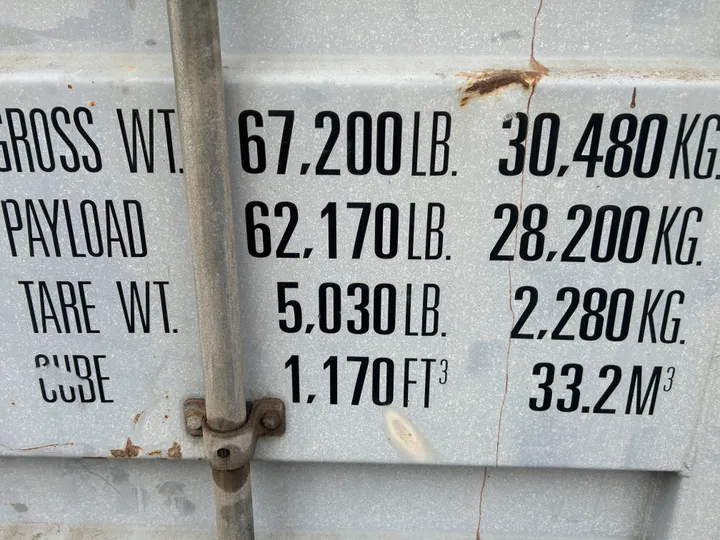 GROSS WT. 67,200 LB. 30,480 KG.
PAYLOAD 62,170 LB. 28,200 KG.
TARE WT. 5,030 LB. 2,280 KG.
CUBE 1,170 FT³ 33.2 M³